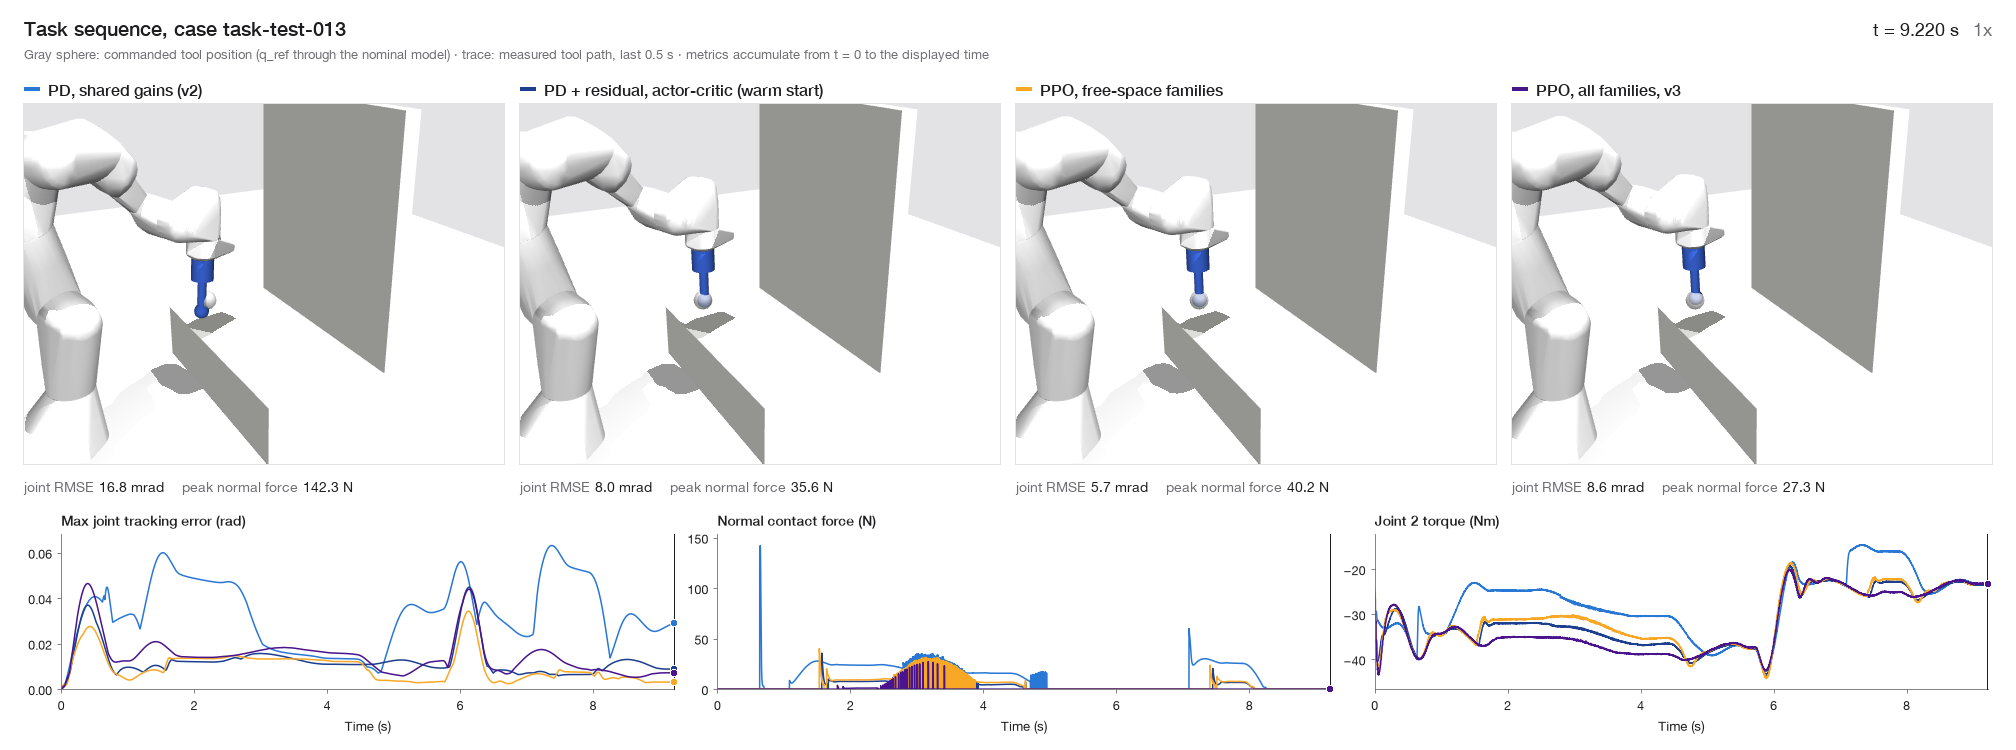 Task sequence, case task-test-013
t = 9.220 s 1x
Gray sphere: commanded tool position (q_ref through the nominal model) · trace: measured tool path, last 0.5 s · metrics accumulate from t = 0 to the displayed time
PD, shared gains (v2)
PD + residual, actor-critic (warm start)
PPO, free-space families
PPO, all families, v3
joint RMSE 16.8 mrad peak normal force 142.3 N
joint RMSE 8.0 mrad peak normal force 35.6 N
joint RMSE 5.7 mrad peak normal force 40.2 N
joint RMSE 8.6 mrad peak normal force 27.3 N
Max joint tracking error (rad)
0.06
0.04
0.02
0.00
0 2 4 6 8
Time (s)
Normal contact force (N)
150
100
50
0
0 2 4 6 8
Time (s)
Joint 2 torque (Nm)
−20
−30
−40
0 2 4 6 8
Time (s)